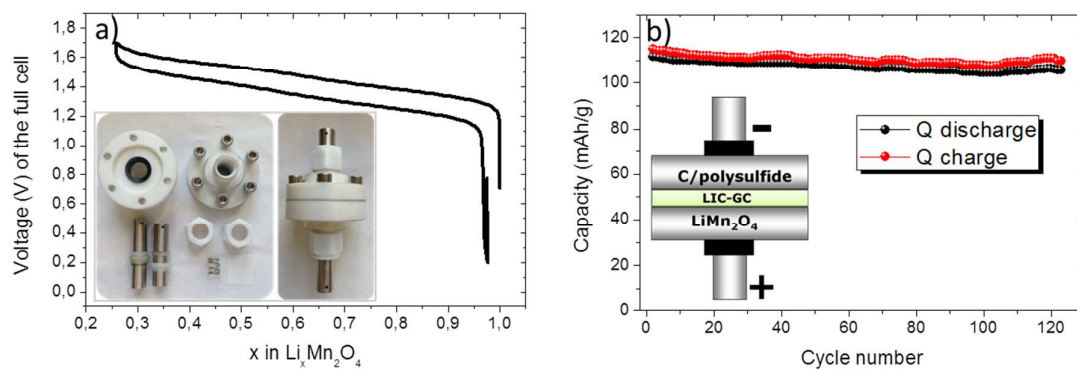 a)
Voltage (V) of the full cell
1,8
1,6
1,4
1,2
1,0
0,8
0,6
0,4
0,2
0,0
0,2 0,3 0,4 0,5 0,6 0,7 0,8 0,9 1,0
x in LiₓMn₂O₄
b)
Capacity (mAh/g)
120
100
80
60
40
20
0
0 20 40 60 80 100 120
Cycle number
Q discharge
Q charge
-
C/polysulfide
LIC-GC
LiMn₂O₄
+